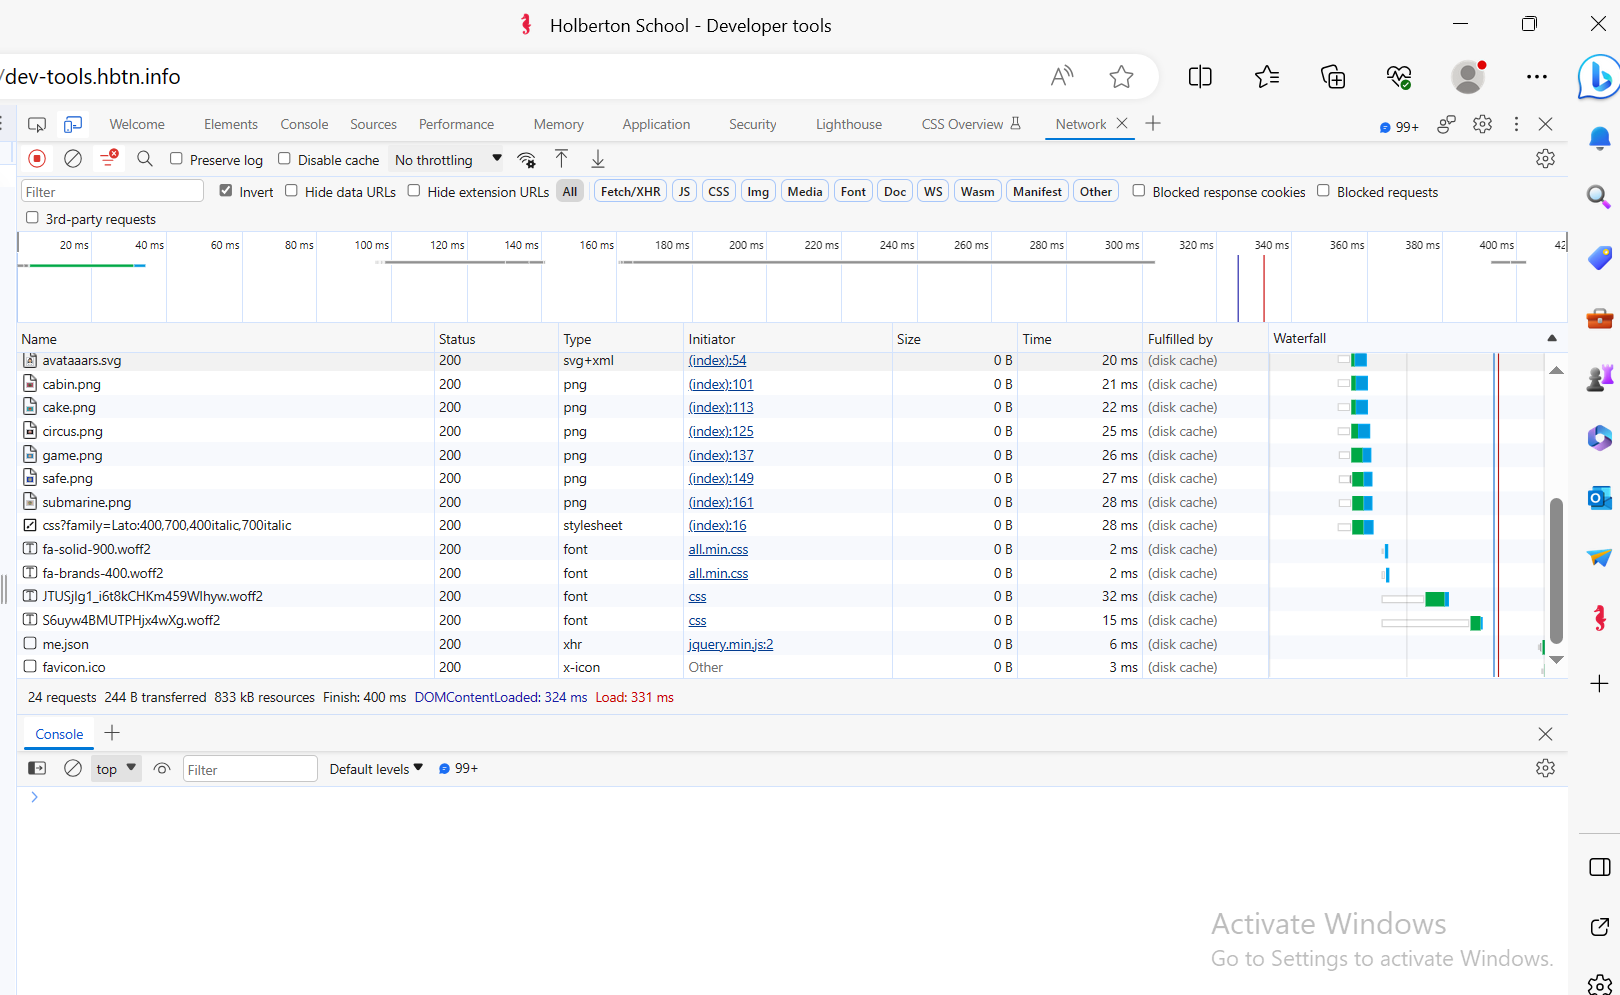 Holberton School - Developer tools
/dev-tools.hbtn.info
Welcome Elements Console Sources Performance Memory Application Security Lighthouse CSS Overview Network 99+
Preserve log Disable cache No throttling
Filter Invert Hide data URLs Hide extension URLs All Fetch/XHR JS CSS Img Media Font Doc WS Wasm Manifest Other Blocked response cookies Blocked requests
3rd-party requests
20 ms 40 ms 60 ms 80 ms 100 ms 120 ms 140 ms 160 ms 180 ms 200 ms 220 ms 240 ms 260 ms 280 ms 300 ms 320 ms 340 ms 360 ms 380 ms 400 ms 42
Name Status Type Initiator Size Time Fulfilled by Waterfall
avataaars.svg 200 svg+xml (index):54 0 B 20 ms (disk cache)
cabin.png 200 png (index):101 0 B 21 ms (disk cache)
cake.png 200 png (index):113 0 B 22 ms (disk cache)
circus.png 200 png (index):125 0 B 25 ms (disk cache)
game.png 200 png (index):137 0 B 26 ms (disk cache)
safe.png 200 png (index):149 0 B 27 ms (disk cache)
submarine.png 200 png (index):161 0 B 28 ms (disk cache)
css?family=Lato:400,700,400italic,700italic 200 stylesheet (index):16 0 B 28 ms (disk cache)
fa-solid-900.woff2 200 font all.min.css 0 B 2 ms (disk cache)
fa-brands-400.woff2 200 font all.min.css 0 B 2 ms (disk cache)
JTUSjIg1_i6t8kCHKm459Wlhyw.woff2 200 font css 0 B 32 ms (disk cache)
S6uyw4BMUTPHjx4wXg.woff2 200 font css 0 B 15 ms (disk cache)
me.json 200 xhr jquery.min.js:2 0 B 6 ms (disk cache)
favicon.ico 200 x-icon Other 0 B 3 ms (disk cache)
24 requests 244 B transferred 833 kB resources Finish: 400 ms DOMContentLoaded: 324 ms Load: 331 ms
Console
top Filter Default levels 99+
Activate Windows
Go to Settings to activate Windows.